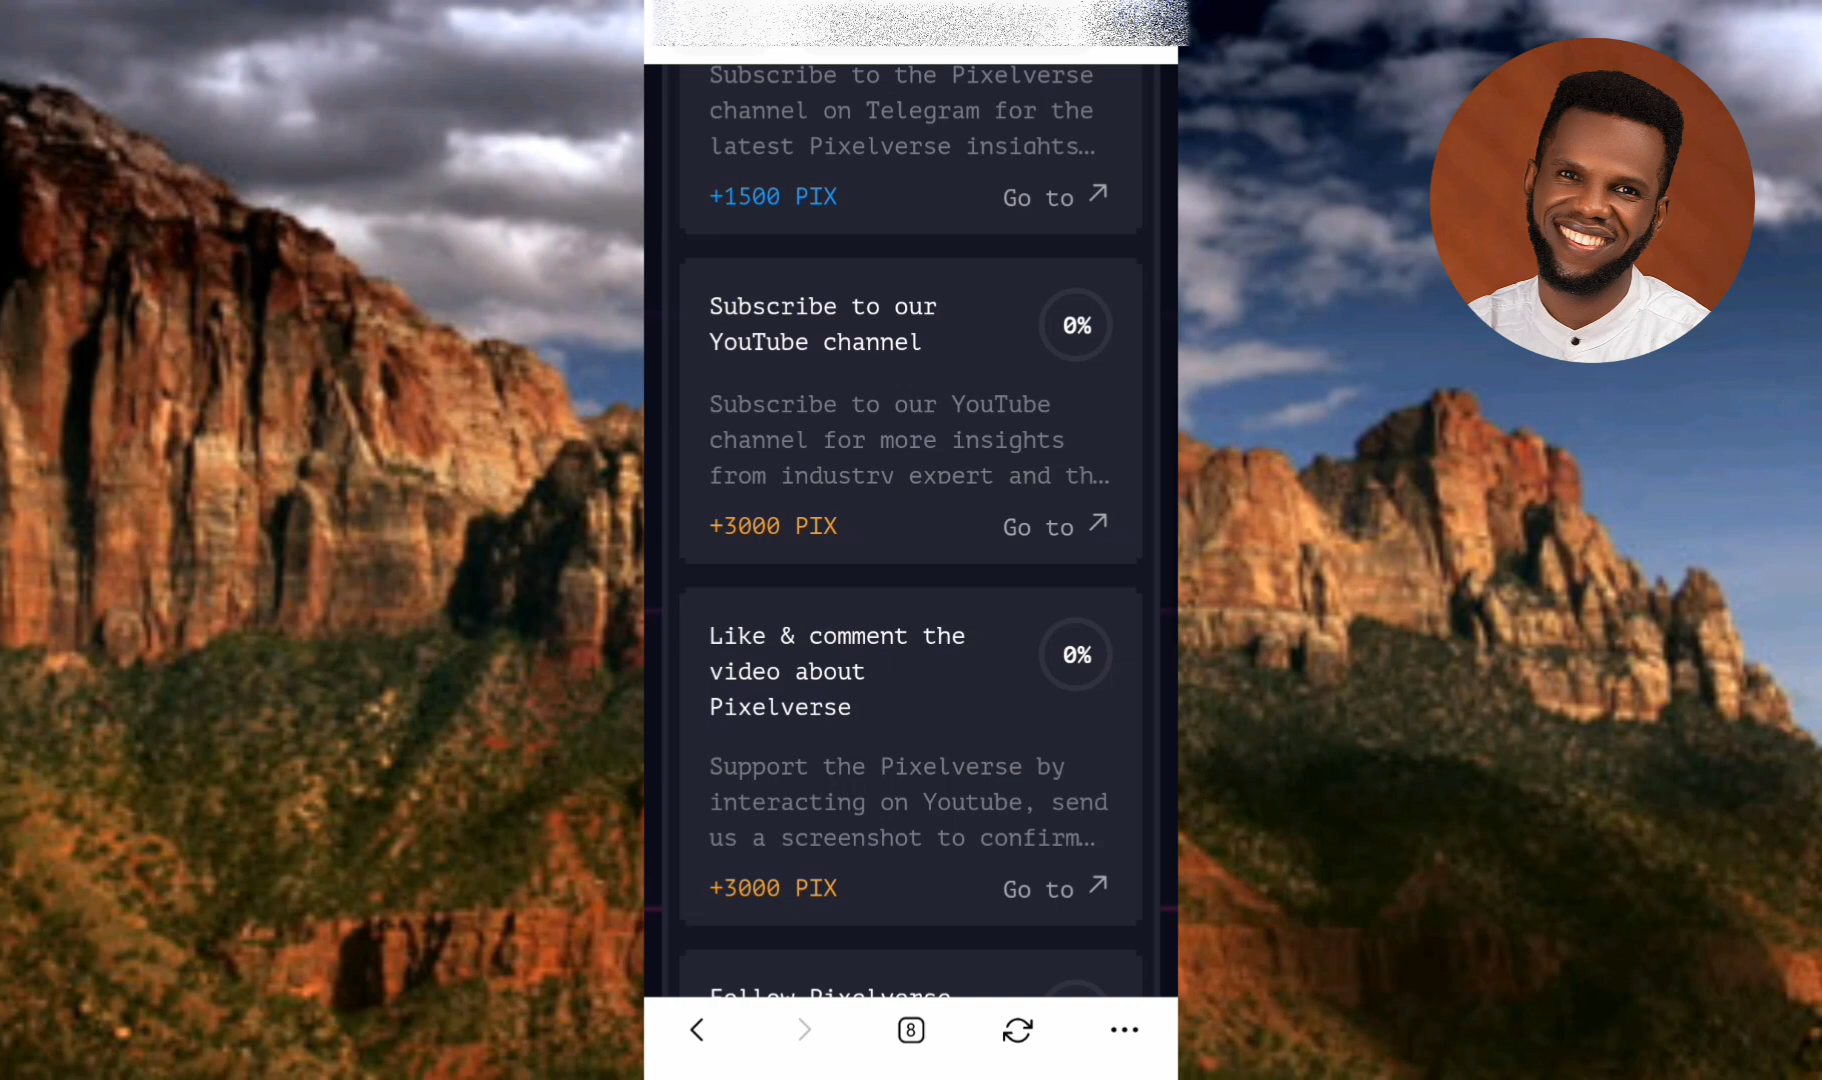 Subscribe to the Pixelverse
channel on Telegram for the
latest Pixelverse insights...
+1500 PIX
Go to
Subscribe to our
YouTube channel
0%
Subscribe to our YouTube
channel for more insights
from industry expert and th...
+3000 PIX
Go to
Like & comment the
video about
Pixelverse
0%
Support the Pixelverse by
interacting on Youtube, send
us a screenshot to confirm...
+3000 PIX
Go to
Follow Pixelverse
8